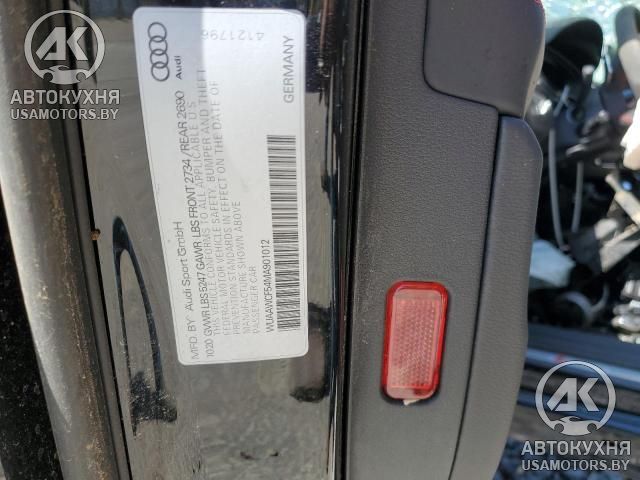 MFD. BY: Audi Sport GmbH
10.20 GVWR LBS 5247 GAWR LBS FRONT 2734 / REAR 2690
THIS VEHICLE CONFORMS TO ALL APPLICABLE U.S.
FEDERAL MOTOR VEHICLE SAFETY, BUMPER AND THEFT
PREVENTION STANDARDS IN EFFECT ON THE DATE OF
MANUFACTURE SHOWN ABOVE
PASSENGER CAR
WUAAWCF54MA901012
Audi
4121796
GERMANY
АК
АВТОКУХНЯ
USAMOTORS.BY
АК
АВТОКУХНЯ
USAMOTORS.BY